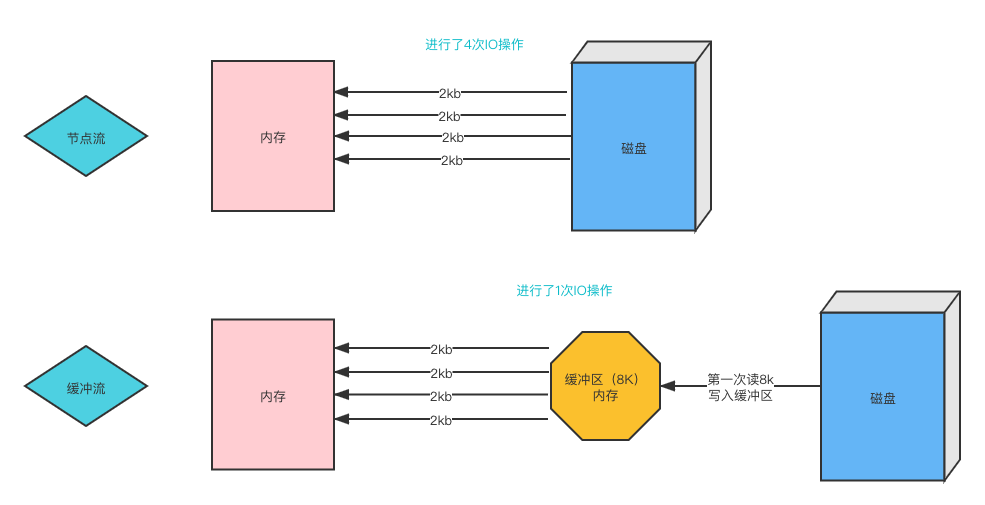 进行了4次IO操作
2kb
2kb
2kb
2kb
节点流
内存
磁盘
进行了1次IO操作
2kb
2kb
2kb
2kb
缓冲流
内存
缓冲区（8K）
内存
第一次读8k
写入缓冲区
磁盘